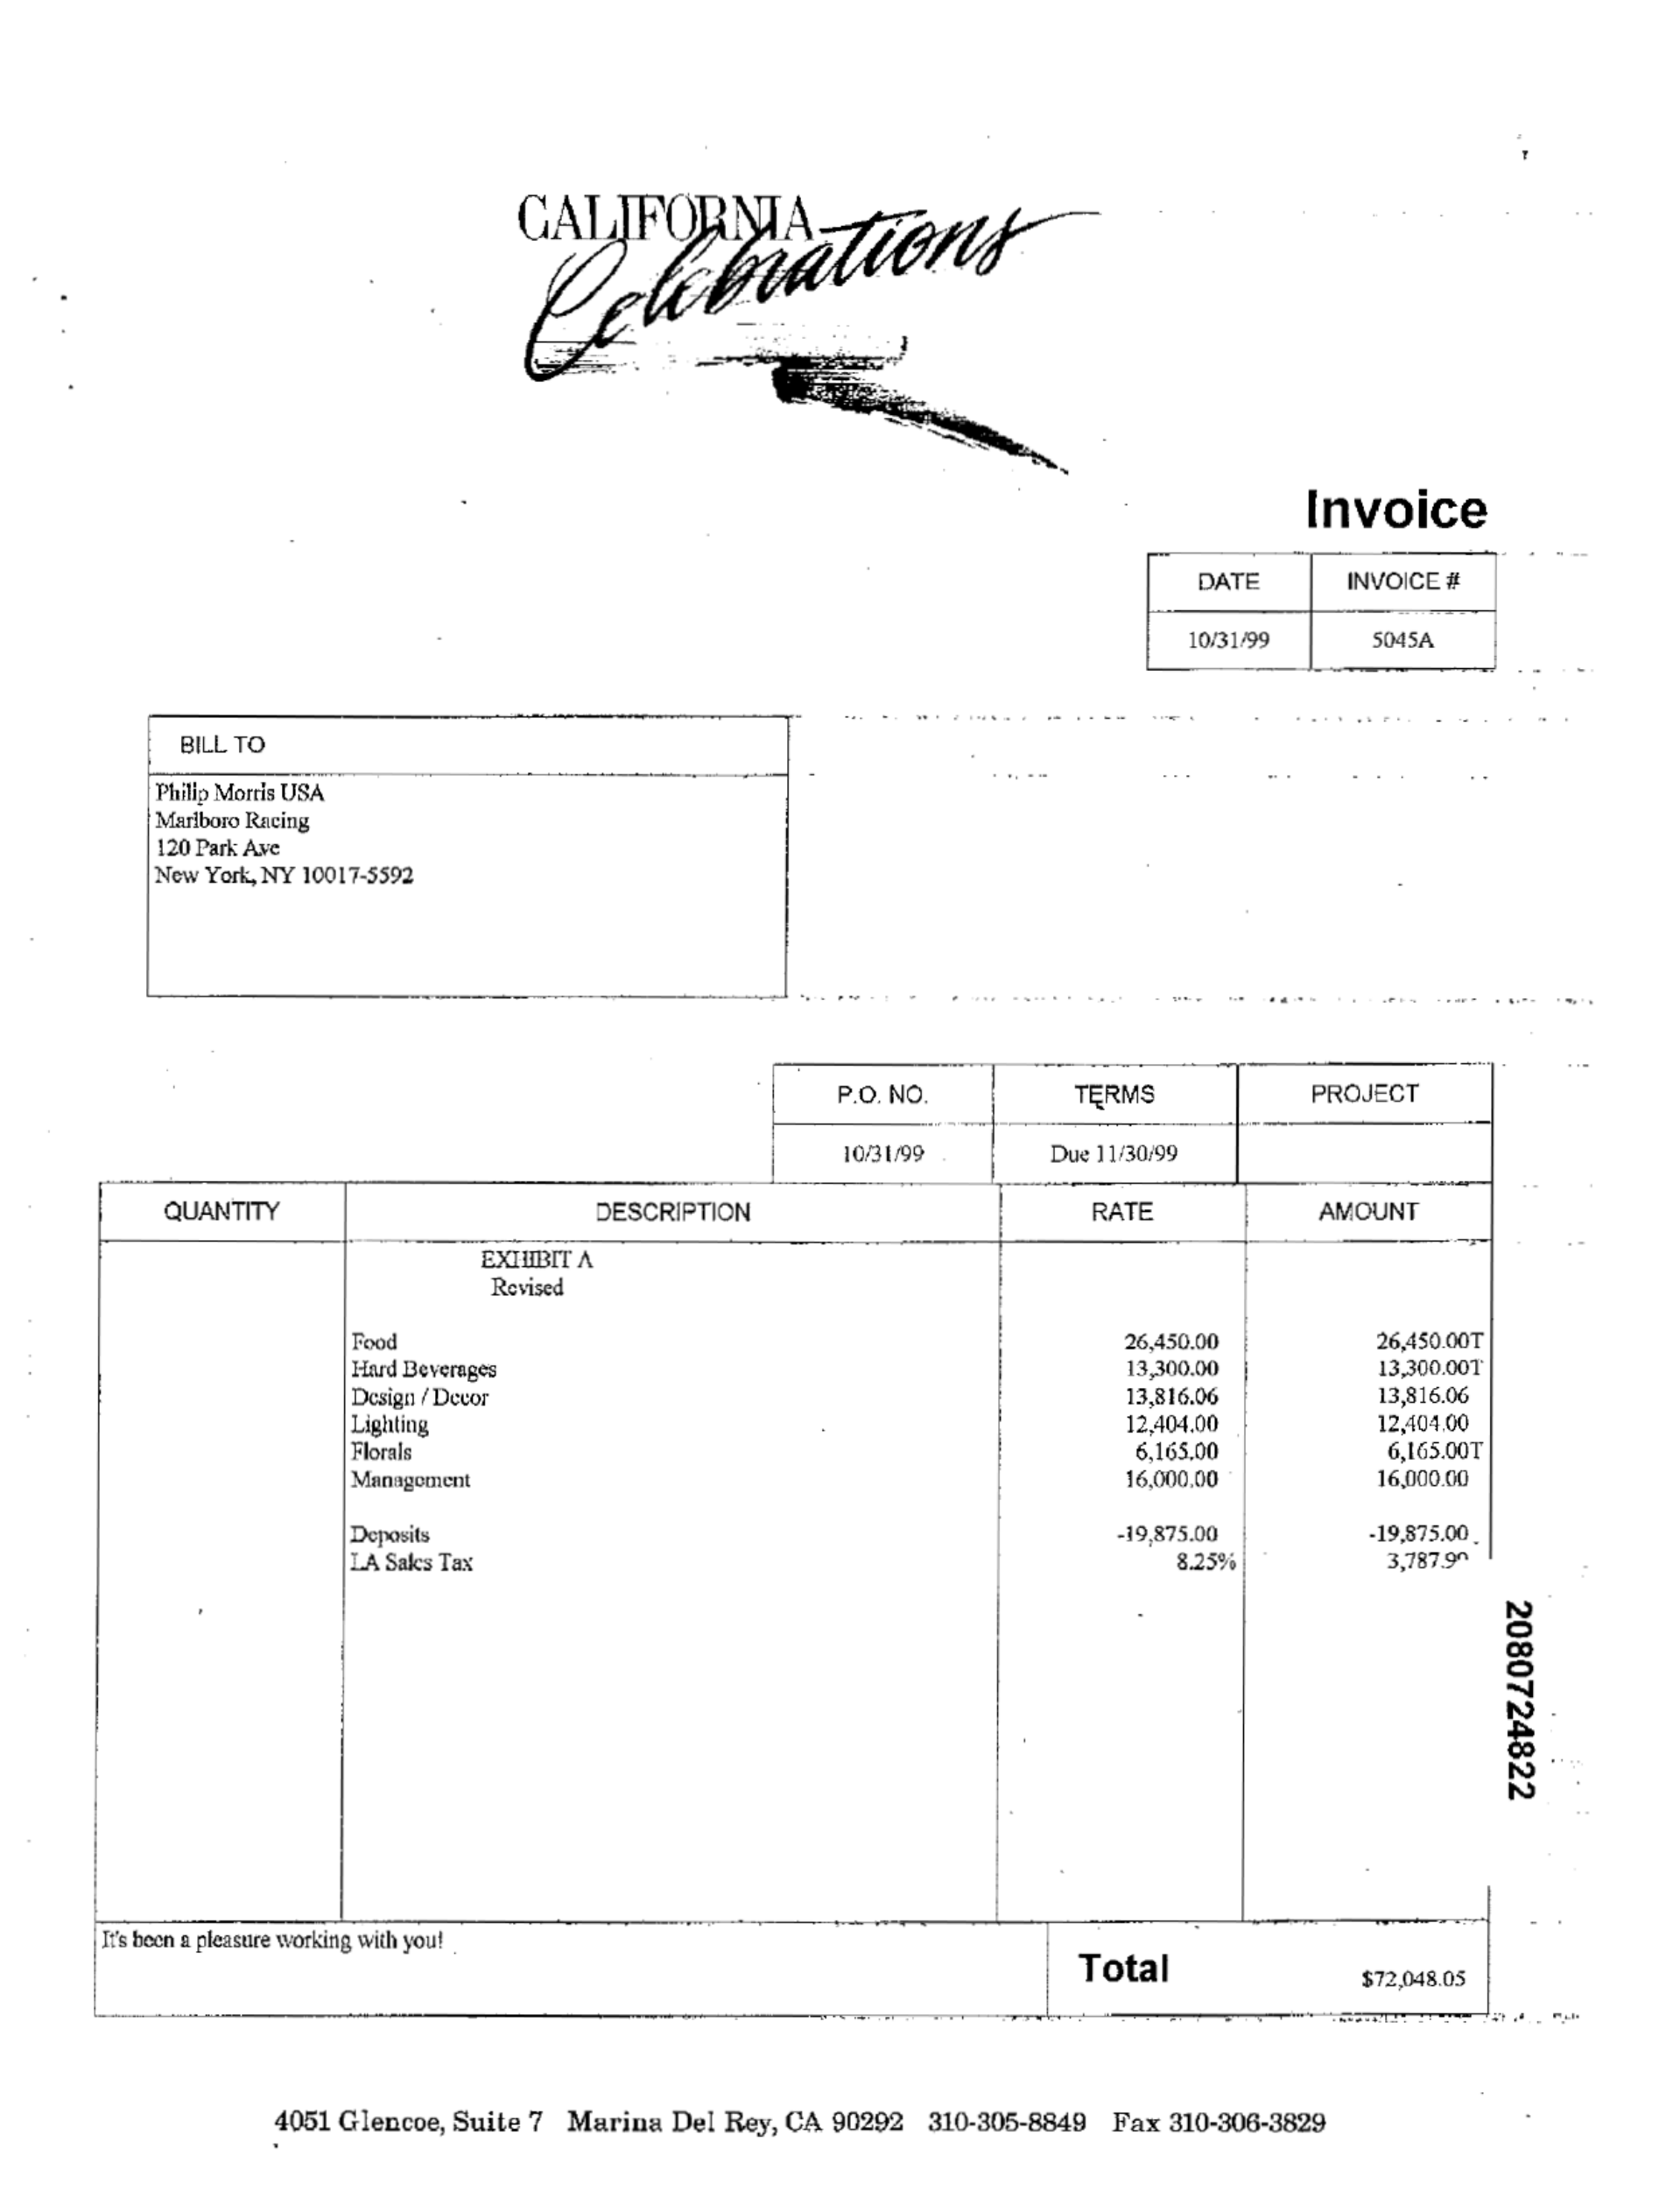 CALIFORNIA
Celebrations
Invoice
DATE INVOICE #
10/31/99 5045A
BILL TO
Philip Morris USA
Marlboro Racing
120 Park Ave
New York, NY 10017-5592
P.O. NO. TERMS PROJECT
10/31/99 Due 11/30/99
QUANTITY DESCRIPTION RATE AMOUNT
EXHIBIT A
Revised
Food 26,450.00 26,450.00T
Hard Beverages 13,300.00 13,300.00T
Design / Decor 13,816.06 13,816.06
Lighting 12,404.00 12,404.00
Florals 6,165.00 6,165.00T
Management 16,000.00 16,000.00
Deposits -19,875.00 -19,875.00
LA Sales Tax 8.25%
2080724822
It's been a pleasure working with you!
Total $72,048.05
4051 Glencoe, Suite 7 Marina Del Rey, CA 90292 310-305-8849 Fax 310-306-3829